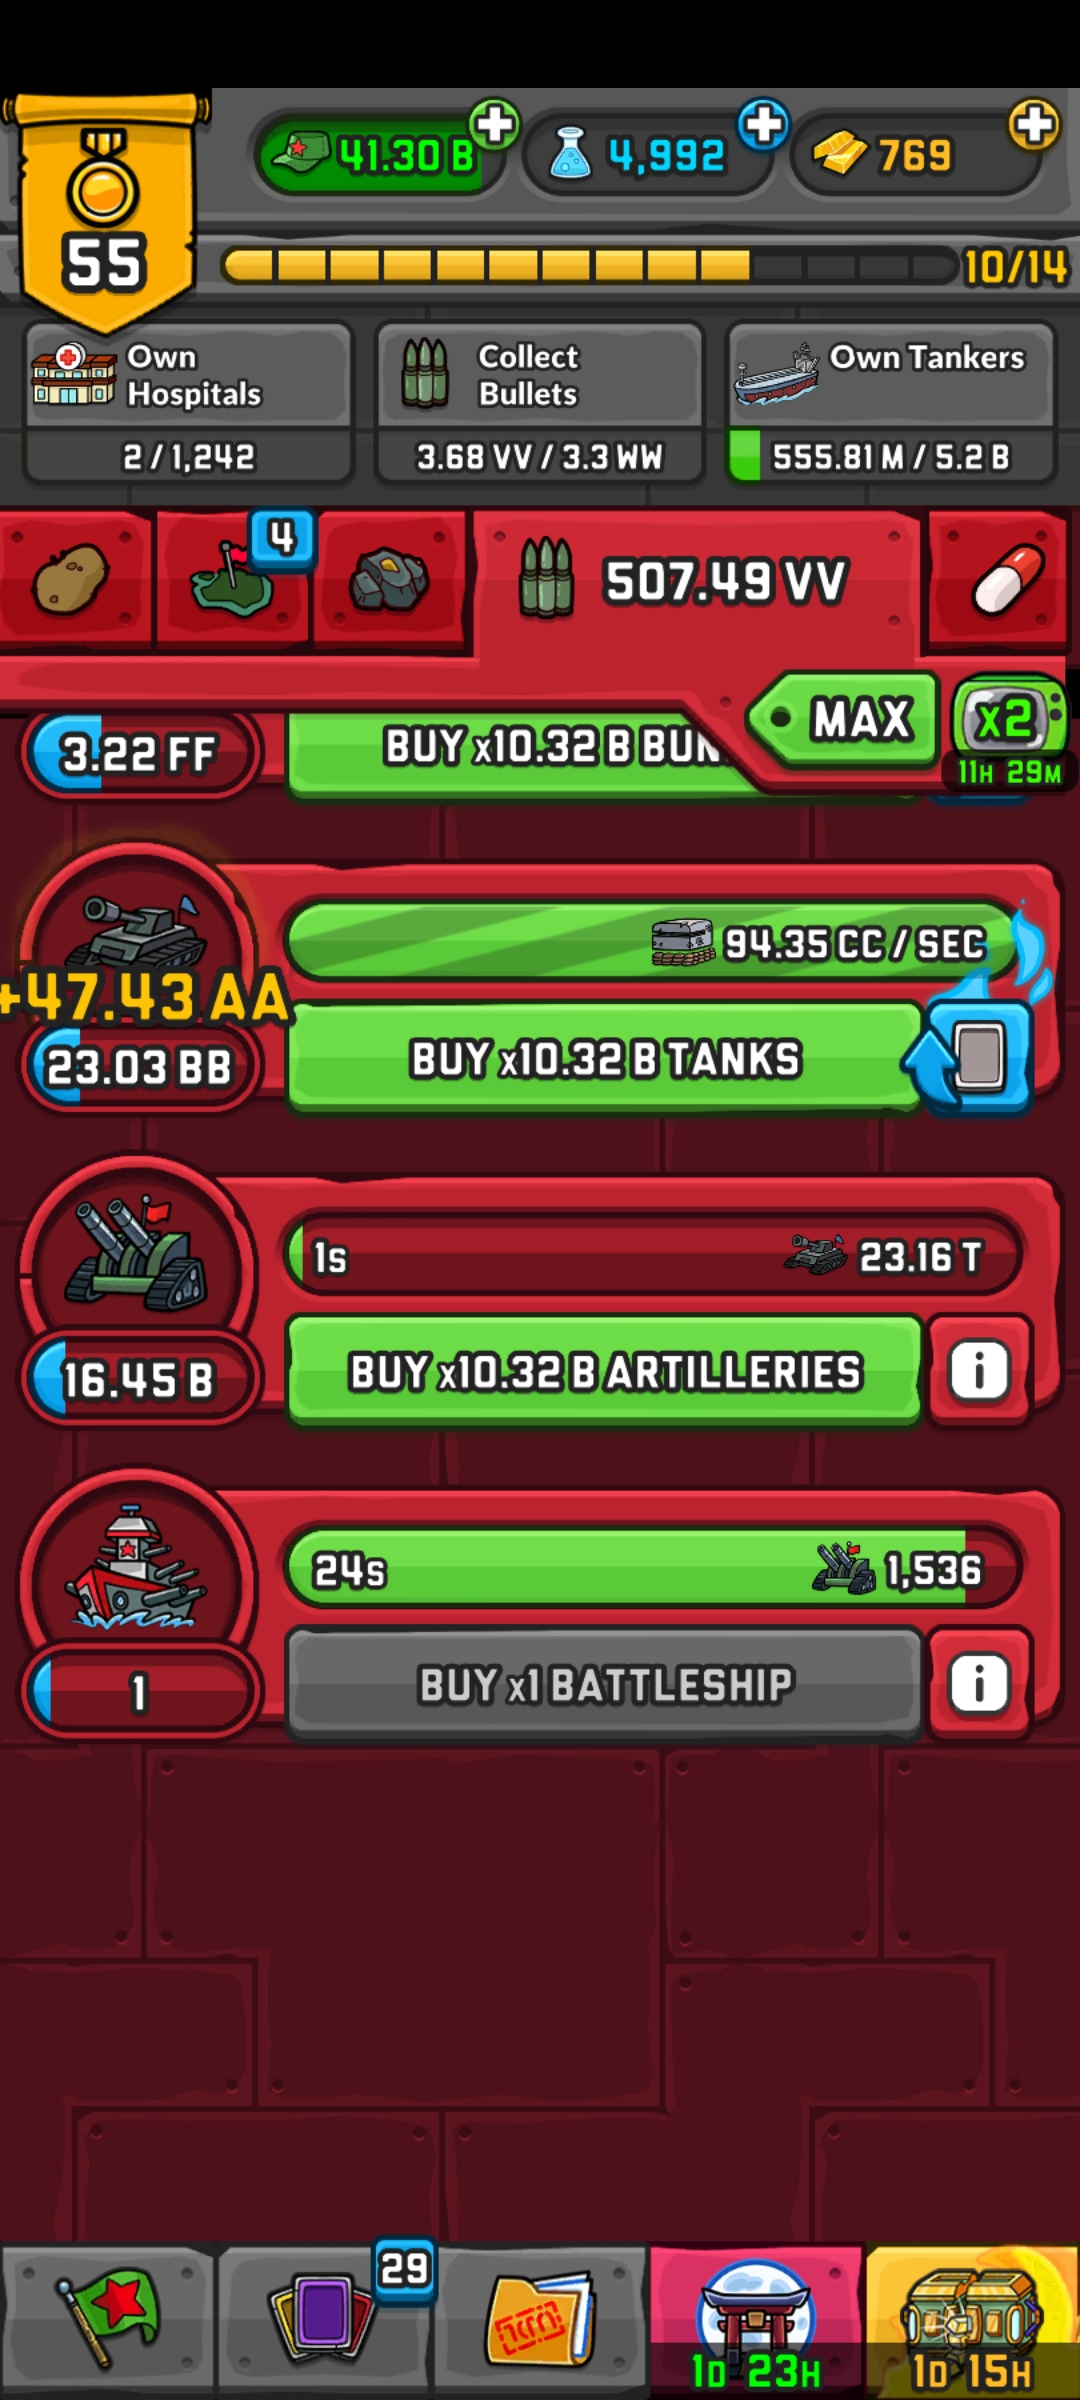 55
41.30 B
4,992
769
10/14
Own
Hospitals
2 / 1,242
Collect
Bullets
3.68 VV / 3.3 WW
Own Tankers
555.81 M / 5.2 B
4
507.49 VV
MAX
x2
11H 29M
3.22 FF
BUY x10.32 B BUN
94.35 CC / SEC
+47.43 AA
23.03 BB
BUY x10.32 B TANKS
1s
23.16 T
16.45 B
BUY x10.32 B ARTILLERIES
i
24s
1,536
1
BUY x1 BATTLESHIP
i
29
1D 23H
1D 15H